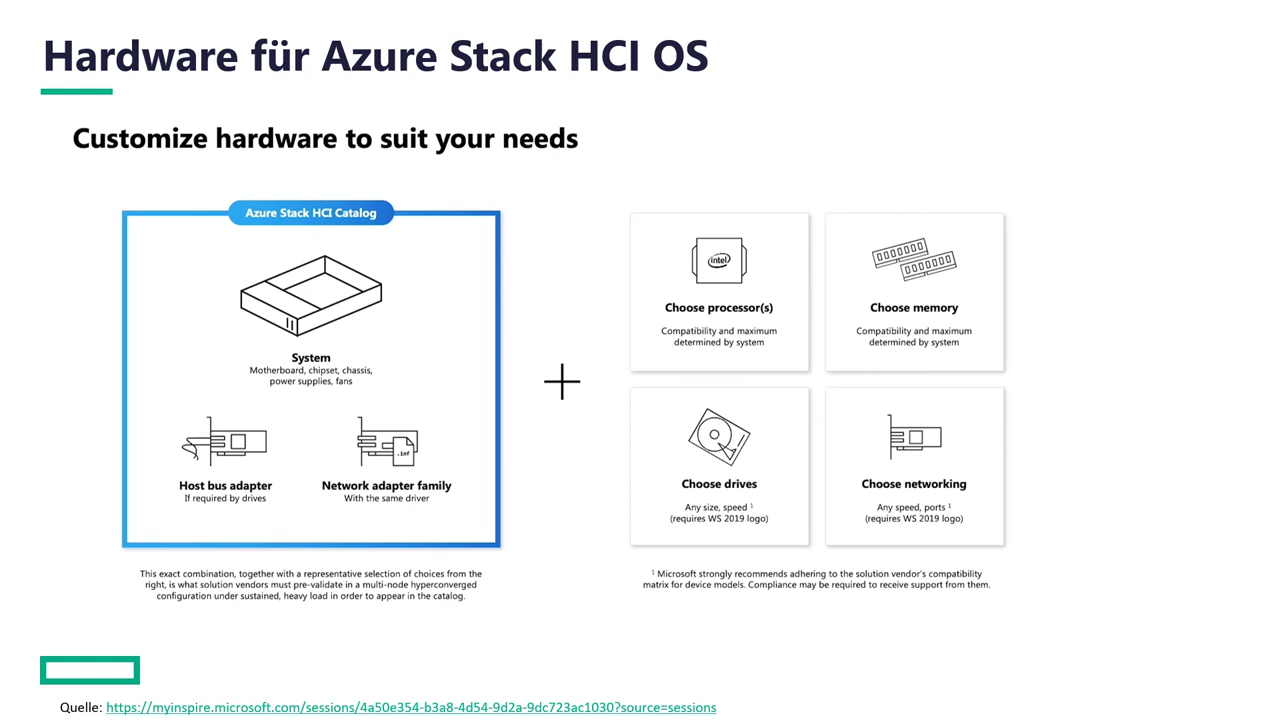 Hardware für Azure Stack HCI OS
Customize hardware to suit your needs
Azure Stack HCI Catalog
System
Motherboard, chipset, chassis,
power supplies, fans
Host bus adapter
If required by drives
.inf
Network adapter family
With the same driver
This exact combination, together with a representative selection of choices from the
right, is what solution vendors must pre-validate in a multi-node hyperconverged
configuration under sustained, heavy load in order to appear in the catalog.
intel
Choose processor(s)
Compatibility and maximum
determined by system
Choose memory
Compatibility and maximum
determined by system
Choose drives
Any size, speed ¹
(requires WS 2019 logo)
Choose networking
Any speed, ports ¹
(requires WS 2019 logo)
¹ Microsoft strongly recommends adhering to the solution vendor's compatibility
matrix for device models. Compliance may be required to receive support from them.
Quelle: https://myinspire.microsoft.com/sessions/4a50e354-b3a8-4d54-9d2a-9dc723ac1030?source=sessions